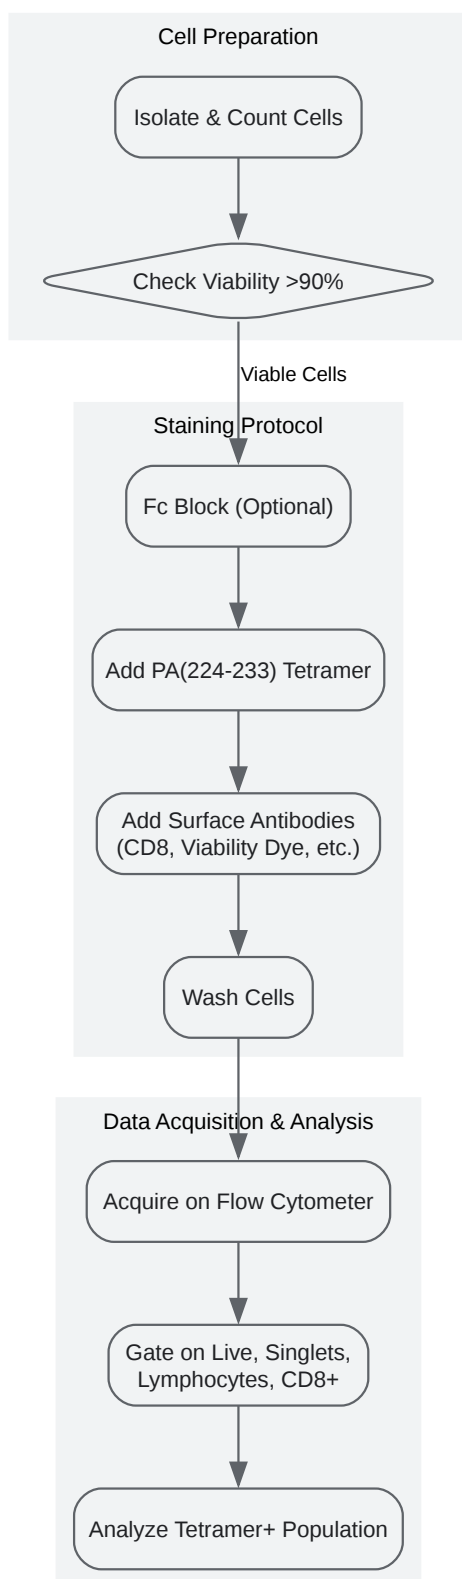 Cell Preparation
Isolate & Count Cells
Check Viability >90%
Viable Cells
Staining Protocol
Fc Block (Optional)
Add PA(224-233) Tetramer
Add Surface Antibodies
(CD8, Viability Dye, etc.)
Wash Cells
Data Acquisition & Analysis
Acquire on Flow Cytometer
Gate on Live, Singlets,
Lymphocytes, CD8+
Analyze Tetramer+ Population